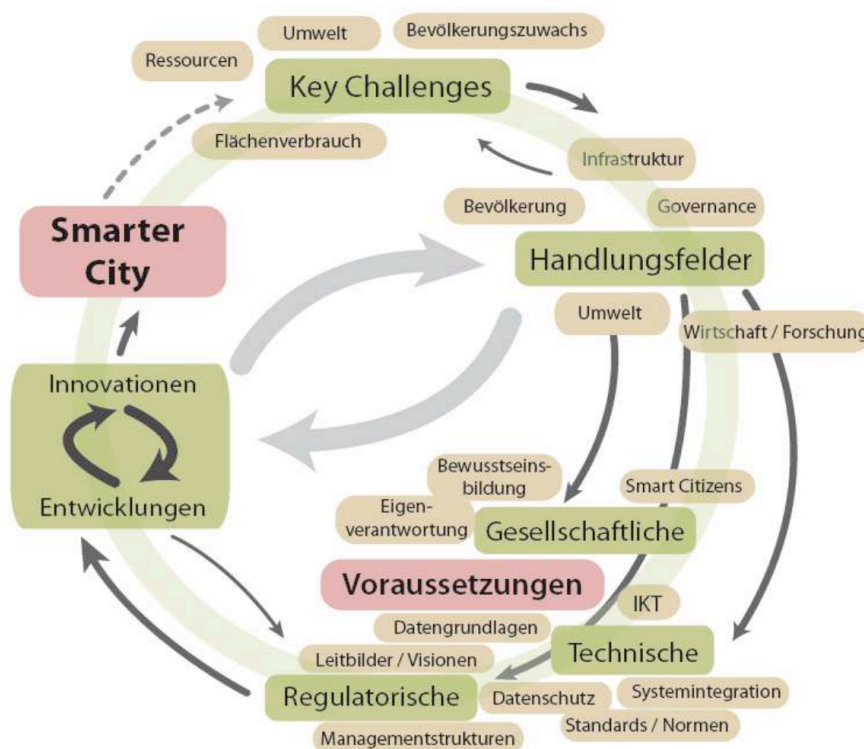 Umwelt
Bevölkerungszuwachs
Ressourcen
Key Challenges
Flächenverbrauch
Infrastruktur
Bevölkerung
Governance
Smarter
City
Handlungsfelder
Umwelt
Wirtschaft / Forschung
Innovationen
Entwicklungen
Bewusstseins-
bildung
Smart Citizens
Eigen-
verantwortung
Gesellschaftliche
Voraussetzungen
IKT
Datengrundlagen
Technische
Leitbilder / Visionen
Regulatorische
Datenschutz
Systemintegration
Standards / Normen
Managementstrukturen